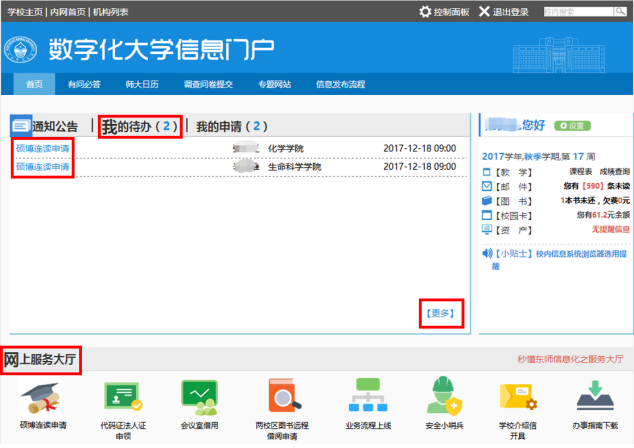 学校主页 | 内网首页 | 机构列表
控制面板 退出登录 校内搜索
数字化大学信息门户
首页 有问必答 师大日历 调查问卷提交 专题网站 信息发布流程
通知公告 | 我的待办（2） | 我的申请（2）
硕博连读申请 化学学院 2017-12-18 09:00
硕博连读申请 生命科学学院 2017-12-18 09:00
【更多】
,您好 设置
2017学年,秋季学期,第 17 周
【教 学】 课程表 成绩查询
【邮 件】 您有【590】条未读
【图 书】 1本书未还，欠费0元
【校园卡】 您有61.2元余额
【资 产】 无提醒信息
【小贴士】校内信息系统浏览器选用提
醒
网上服务大厅 秒懂东师信息化之服务大厅
硕博连读申请
代码证法人证
申领
会议室借用
两校区图书远程
借阅申请
业务流程上线
安全小哨兵
学校介绍信
开具
办事指南下载